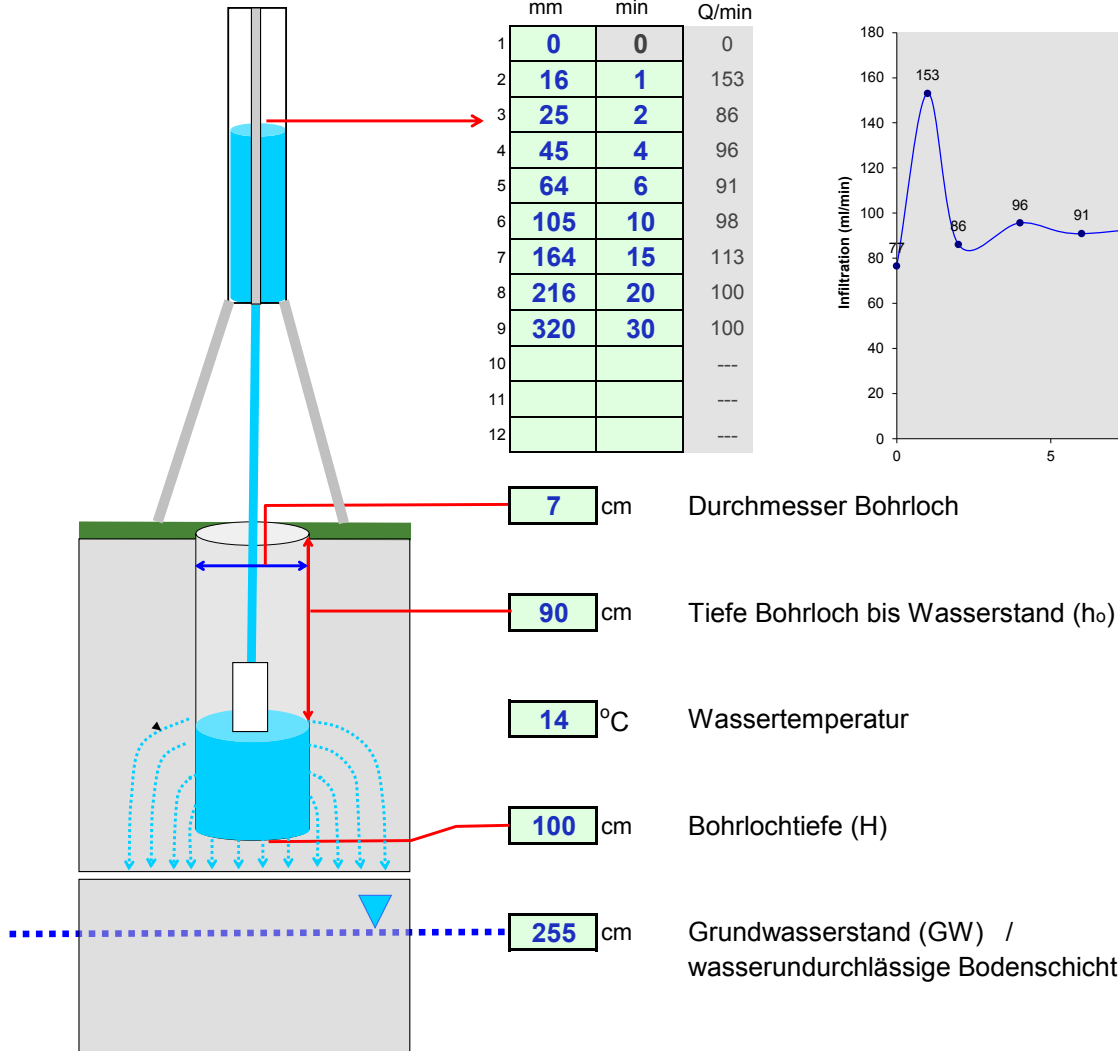 mm min Q/min
1 0 0 0
2 16 1 153
3 25 2 86
4 45 4 96
5 64 6 91
6 105 10 98
7 164 15 113
8 216 20 100
9 320 30 100
10 ---
11 ---
12 ---
Infiltration (ml/min)
180
160
140
120
100
80
60
40
20
0
0 5
77
153
86
96
91
7 cm Durchmesser Bohrloch
90 cm Tiefe Bohrloch bis Wasserstand (ho)
14 °C Wassertemperatur
100 cm Bohrlochtiefe (H)
255 cm Grundwasserstand (GW) /
wasserundurchlässige Bodenschicht